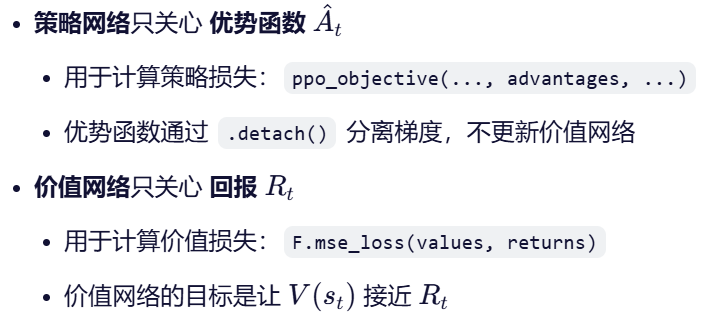 • 策略网络只关心 优势函数 Â_t
• 用于计算策略损失： ppo_objective(..., advantages, ...)
• 优势函数通过 .detach() 分离梯度，不更新价值网络
• 价值网络只关心 回报 R_t
• 用于计算价值损失： F.mse_loss(values, returns)
• 价值网络的目标是让 V(s_t) 接近 R_t